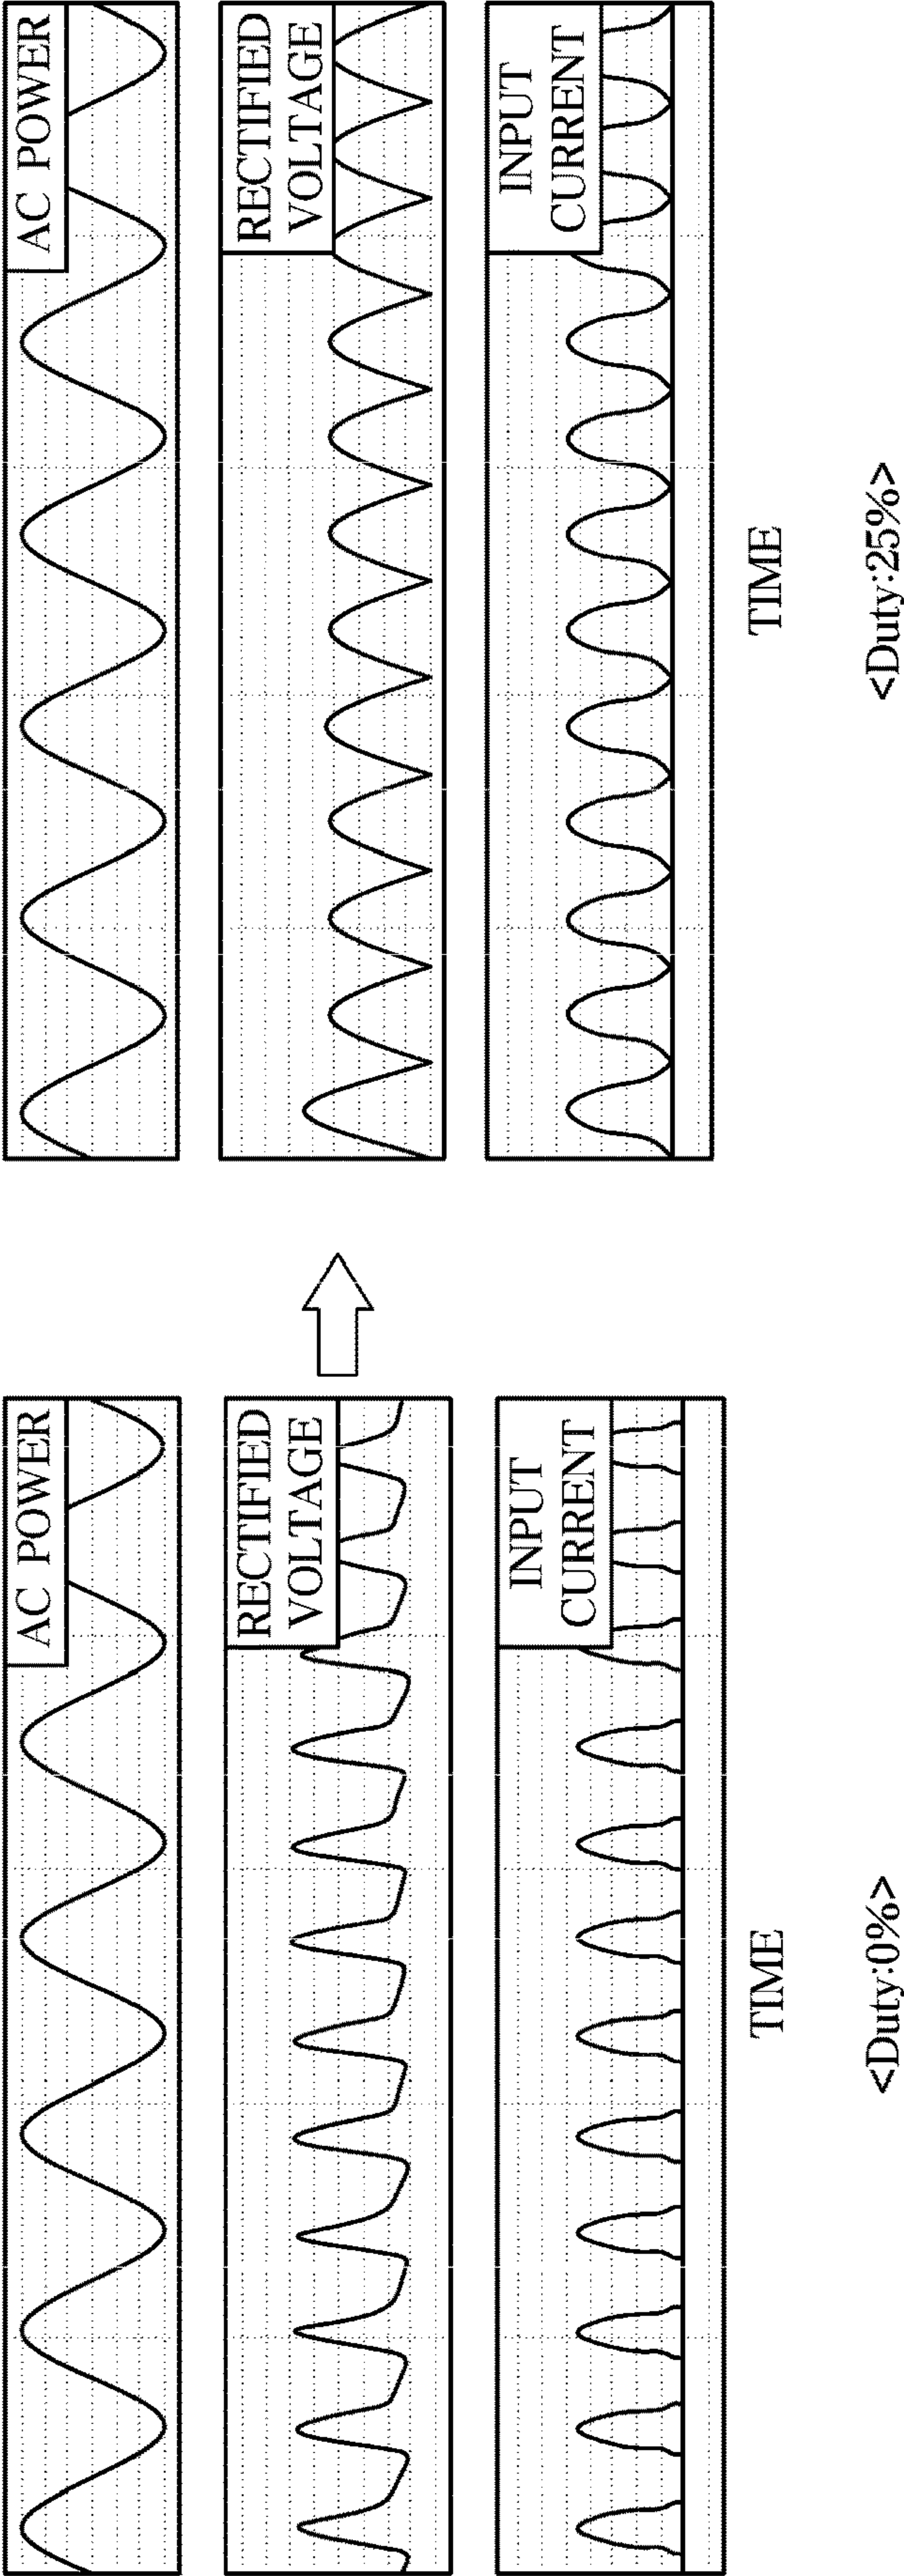 AC POWER
RECTIFIED
VOLTAGE
INPUT
CURRENT
TIME
<Duty:0%>
AC POWER
RECTIFIED
VOLTAGE
INPUT
CURRENT
TIME
<Duty:25%>